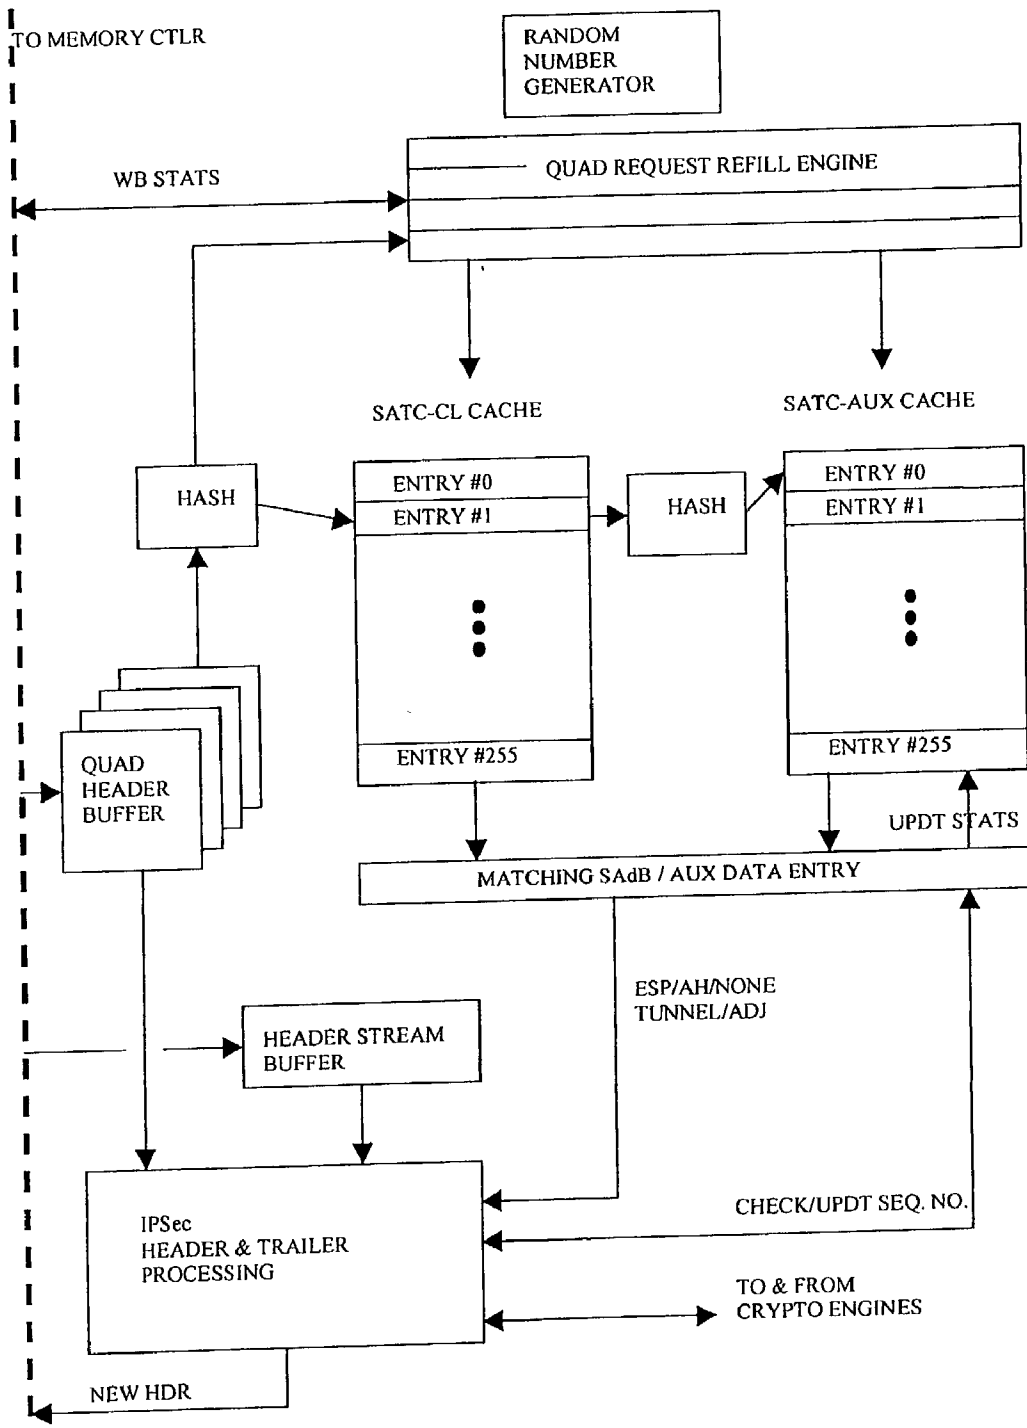 TO MEMORY CTLR
RANDOM
NUMBER
GENERATOR
QUAD REQUEST REFILL ENGINE
WB STATS
SATC-CL CACHE
SATC-AUX CACHE
HASH
ENTRY #0
ENTRY #1
HASH
ENTRY #0
ENTRY #1
ENTRY #255
ENTRY #255
QUAD
HEADER
BUFFER
UPDT STATS
MATCHING SAdB / AUX DATA ENTRY
ESP/AH/NONE
TUNNEL/ADJ
HEADER STREAM
BUFFER
IPSec
HEADER & TRAILER
PROCESSING
CHECK/UPDT SEQ. NO.
TO & FROM
CRYPTO ENGINES
NEW HDR